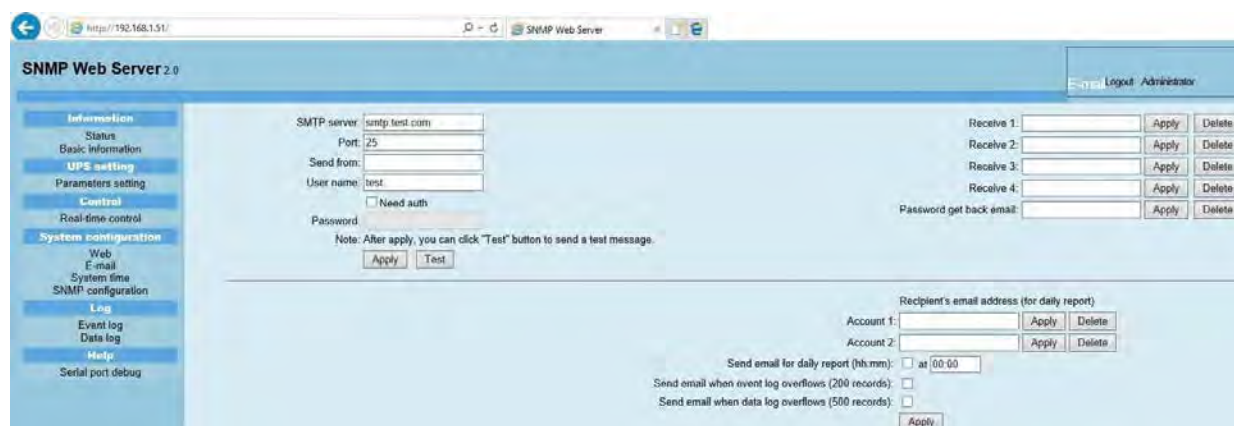 http://192.168.1.51/
SNMP Web Server
SNMP Web Server 2.0
E-mail Logout Administrator
Information
Status
Basic information
UPS setting
Parameters setting
Control
Real-time control
System configuration
Web
E-mail
System time
SNMP configuration
Log
Event log
Data log
Help
Serial port debug
SMTP server: smtp.test.com
Port: 25
Send from:
User name: test
Need auth
Password
Note: After apply, you can click "Test" button to send a test message.
Apply Test
Receive 1: Apply Delete
Receive 2: Apply Delete
Receive 3: Apply Delete
Receive 4: Apply Delete
Password get back email: Apply Delete
Recipient's email address (for daily report)
Account 1: Apply Delete
Account 2: Apply Delete
Send email for daily report (hh:mm): at 00:00
Send email when event log overflows (200 records):
Send email when data log overflows (500 records):
Apply